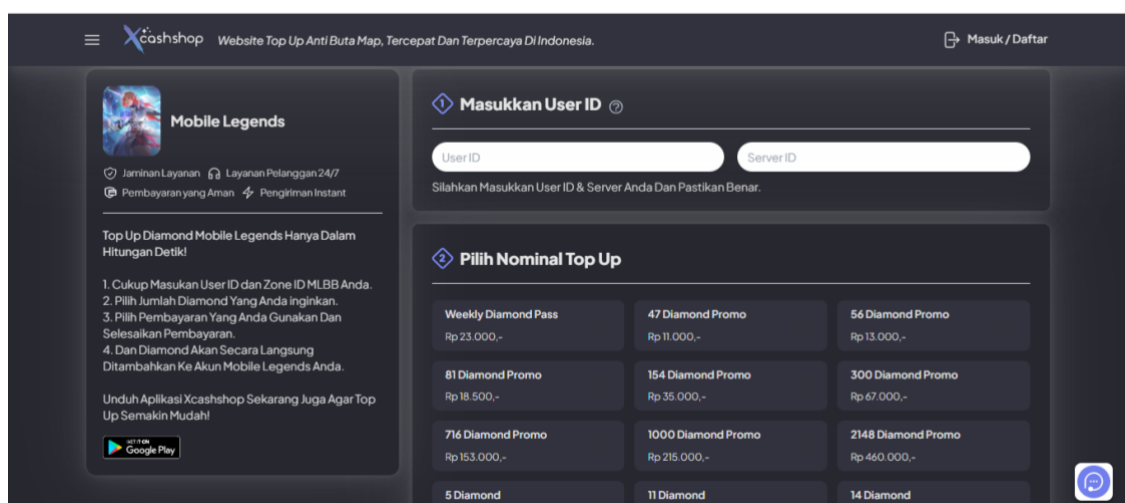 Xcashshop
Website Top Up Anti Buta Map, Tercepat Dan Terpercaya Di Indonesia.
Masuk / Daftar
Mobile Legends
Jaminan Layanan
Layanan Pelanggan 24/7
Pembayaran yang Aman
Pengiriman Instant
Top Up Diamond Mobile Legends Hanya Dalam
Hitungan Detik!
1. Cukup Masukan User ID dan Zone ID MLBB Anda.
2. Pilih Jumlah Diamond Yang Anda inginkan.
3. Pilih Pembayaran Yang Anda Gunakan Dan
Selesaikan Pembayaran.
4. Dan Diamond Akan Secara Langsung
Ditambahkan Ke Akun Mobile Legends Anda.
Unduh Aplikasi Xcashshop Sekarang Juga Agar Top
Up Semakin Mudah!
GET IT ON
Google Play
1 Masukkan User ID ?
User ID
Server ID
Silahkan Masukkan User ID & Server Anda Dan Pastikan Benar.
2 Pilih Nominal Top Up
Weekly Diamond Pass
Rp 23.000,-
47 Diamond Promo
Rp 11.000,-
56 Diamond Promo
Rp 13.000,-
81 Diamond Promo
Rp 18.500,-
154 Diamond Promo
Rp 35.000,-
300 Diamond Promo
Rp 67.000,-
716 Diamond Promo
Rp 153.000,-
1000 Diamond Promo
Rp 215.000,-
2148 Diamond Promo
Rp 460.000,-
5 Diamond
11 Diamond
14 Diamond